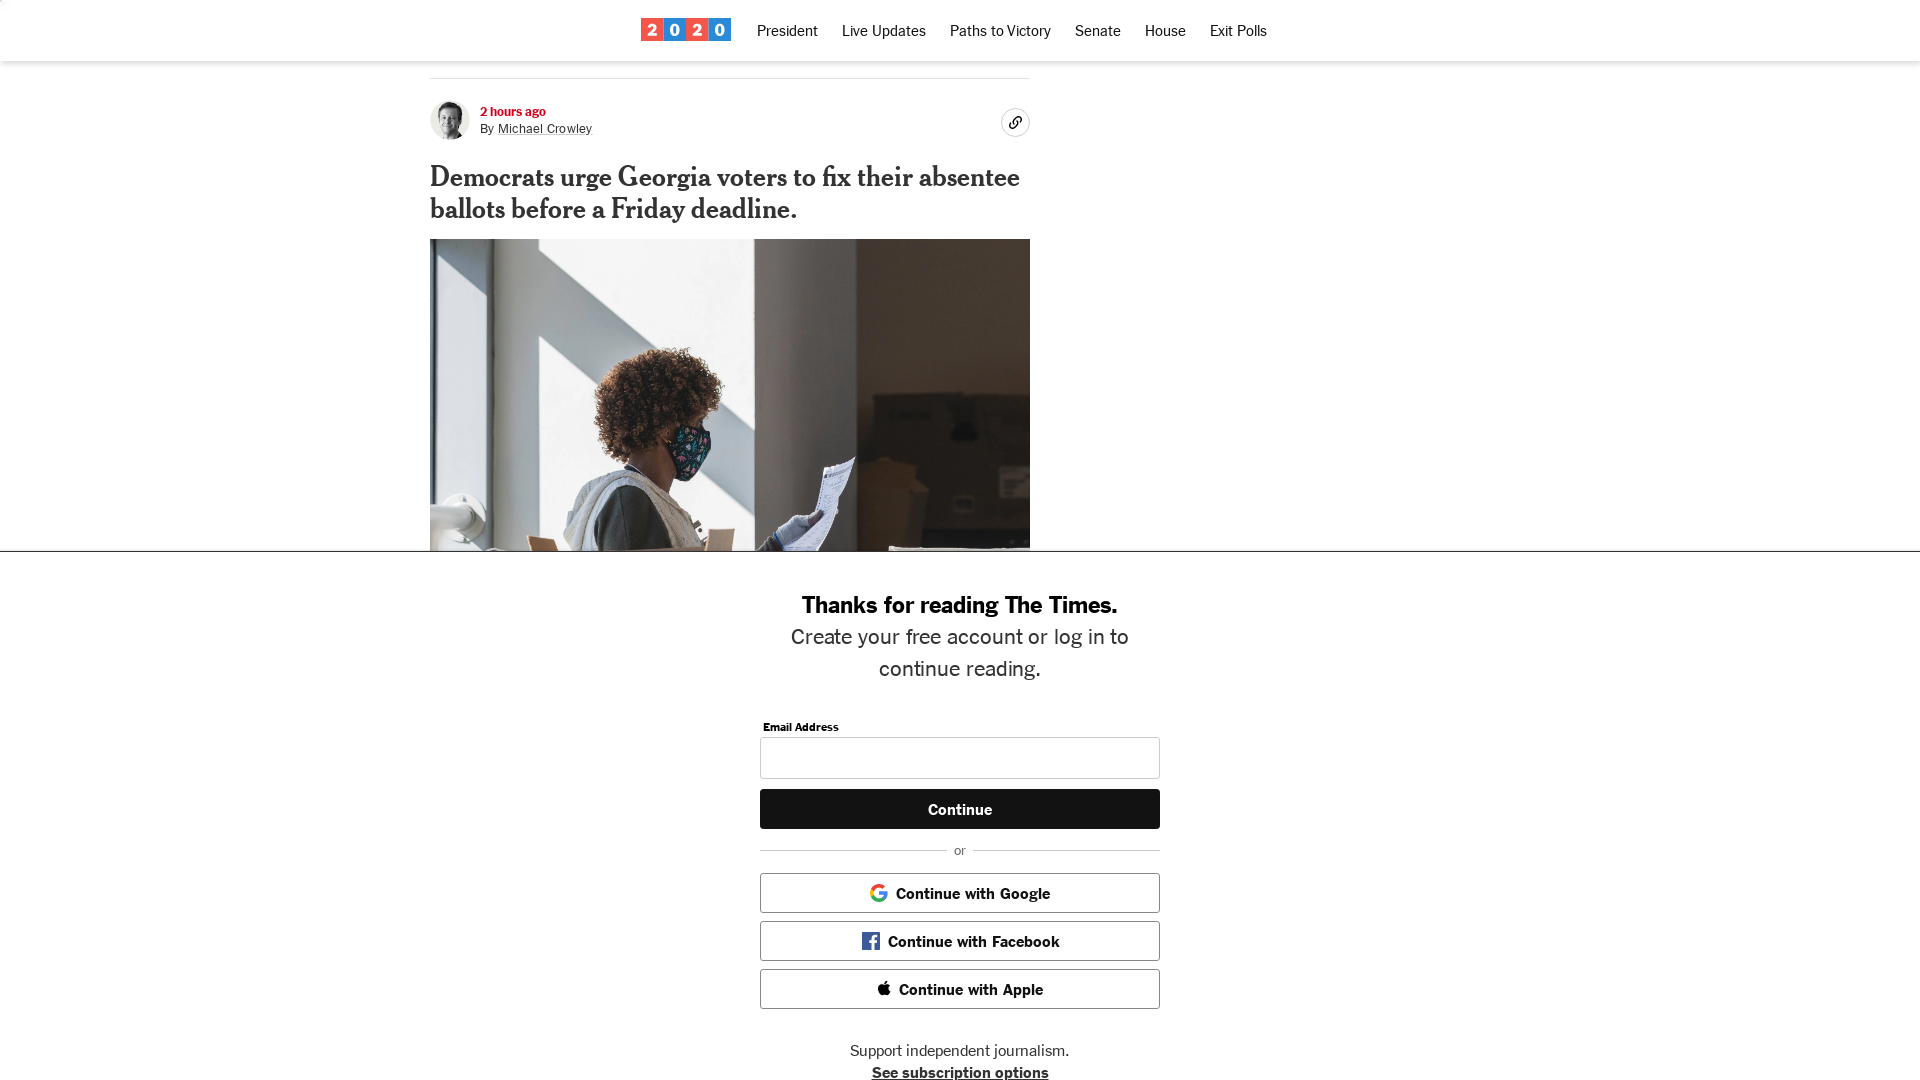 2020 President Live Updates Paths to Victory Senate House Exit Polls
2 hours ago
By Michael Crowley
Democrats urge Georgia voters to fix their absentee
ballots before a Friday deadline.
Thanks for reading The Times.
Create your free account or log in to
continue reading.
Email Address
Continue
or
Continue with Google
Continue with Facebook
Continue with Apple
Support independent journalism.
See subscription options